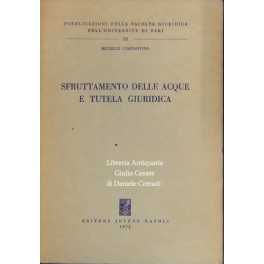 PUBBLICAZIONI DELLA FACOLTÀ GIURIDICA
DELL'UNIVERSITÀ DI BARI
MICHELE COSTANTINO
SFRUTTAMENTO DELLE ACQUE
E TUTELA GIURIDICA
Libreria Antiquaria
Giulio Cesare
di Daniele Corradi
EDITORE JOVENE NAPOLI